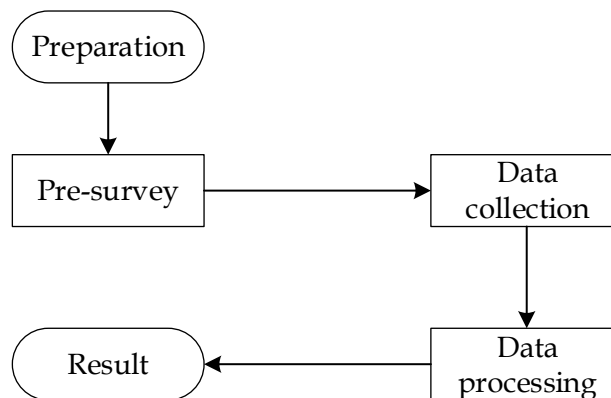 Preparation
Pre-survey
Data
collection
Data
processing
Result